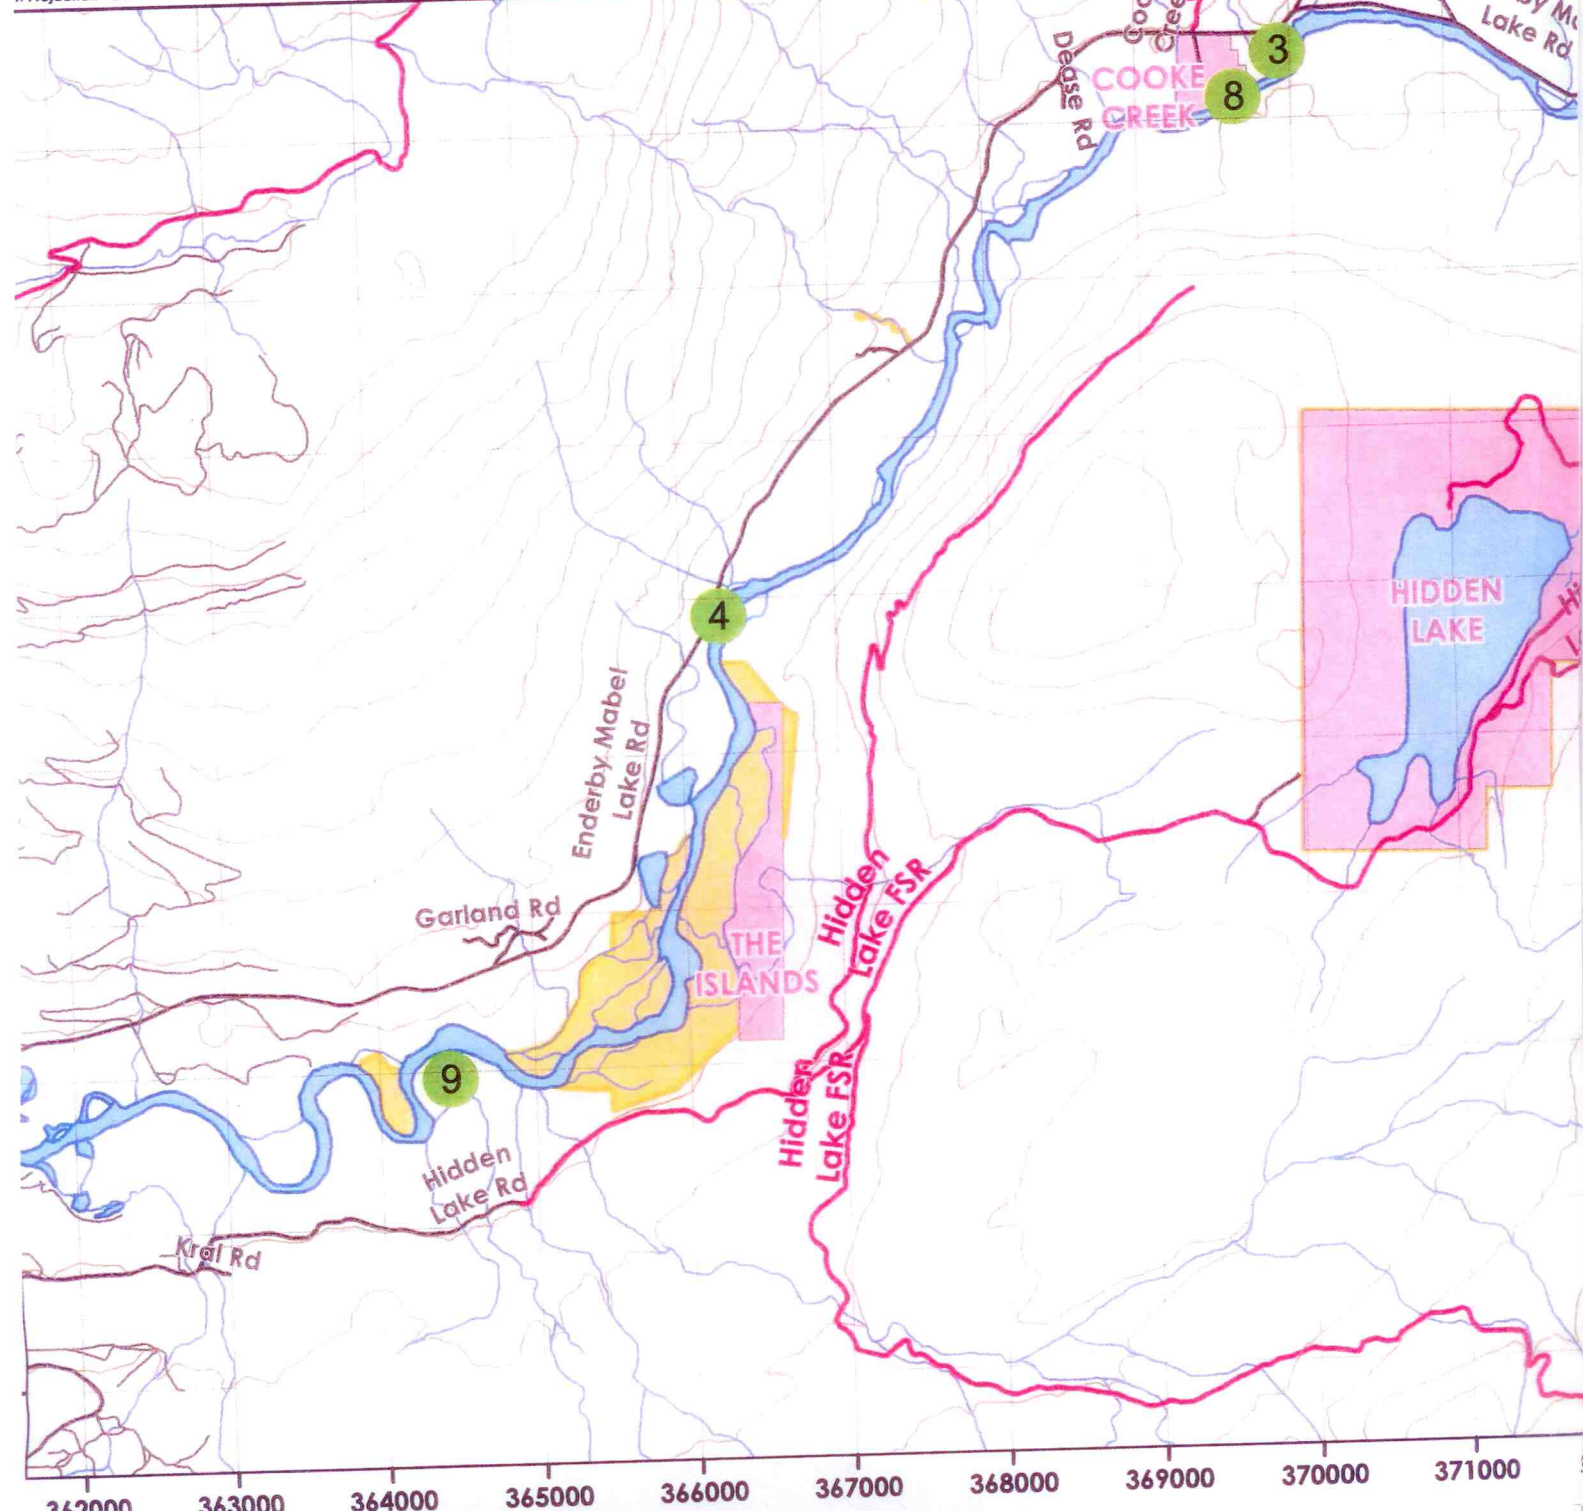 Lake Rd
3
Dease Rd
COOKE
CREEK
8
4
HIDDEN
LAKE
Enderby Mabel
Lake Rd
Garland Rd
Hidden
Lake FSR
THE
ISLANDS
9
Hidden
Lake FSR
Hidden
Lake Rd
Kral Rd
362000 363000 364000 365000 366000 367000 368000 369000 370000 371000